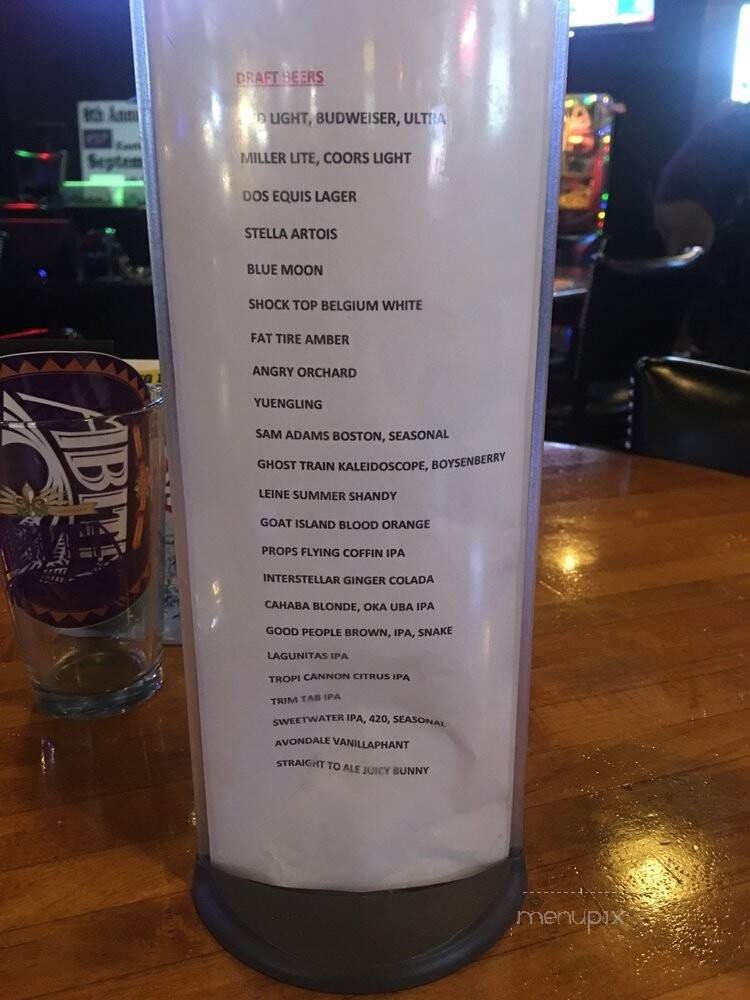 DRAFT BEERS
LIGHT, BUDWEISER, ULTRA
MILLER LITE, COORS LIGHT
DOS EQUIS LAGER
STELLA ARTOIS
BLUE MOON
SHOCK TOP BELGIUM WHITE
FAT TIRE AMBER
ANGRY ORCHARD
YUENGLING
SAM ADAMS BOSTON, SEASONAL
GHOST TRAIN KALEIDOSCOPE, BOYSENBERRY
LEINE SUMMER SHANDY
GOAT ISLAND BLOOD ORANGE
PROPS FLYING COFFIN IPA
INTERSTELLAR GINGER COLADA
CAHABA BLONDE, OKA UBA IPA
GOOD PEOPLE BROWN, IPA, SNAKE
LAGUNITAS IPA
TROPI CANNON CITRUS IPA
TRIM TAB IPA
SWEETWATER IPA, 420, SEASONAL
AVONDALE VANILLAPHANT
STRAIGHT TO ALE JUICY BUNNY
8th Ann
Septem
ABIT
menupix